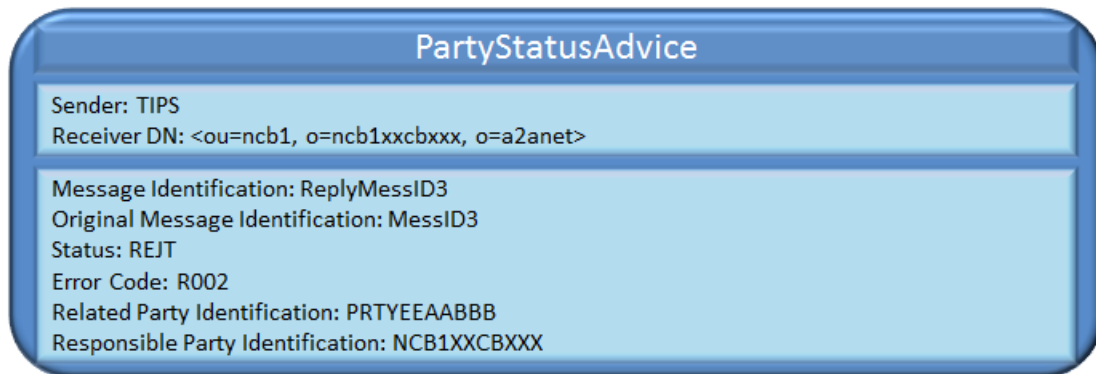 PartyStatusAdvice
Sender: TIPS
Receiver DN: <ou=ncb1, o=ncb1xxcbxxx, o=a2anet>
Message Identification: ReplyMessID3
Original Message Identification: MessID3
Status: REJT
Error Code: R002
Related Party Identification: PRTYEEAABBB
Responsible Party Identification: NCB1XXCBXXX